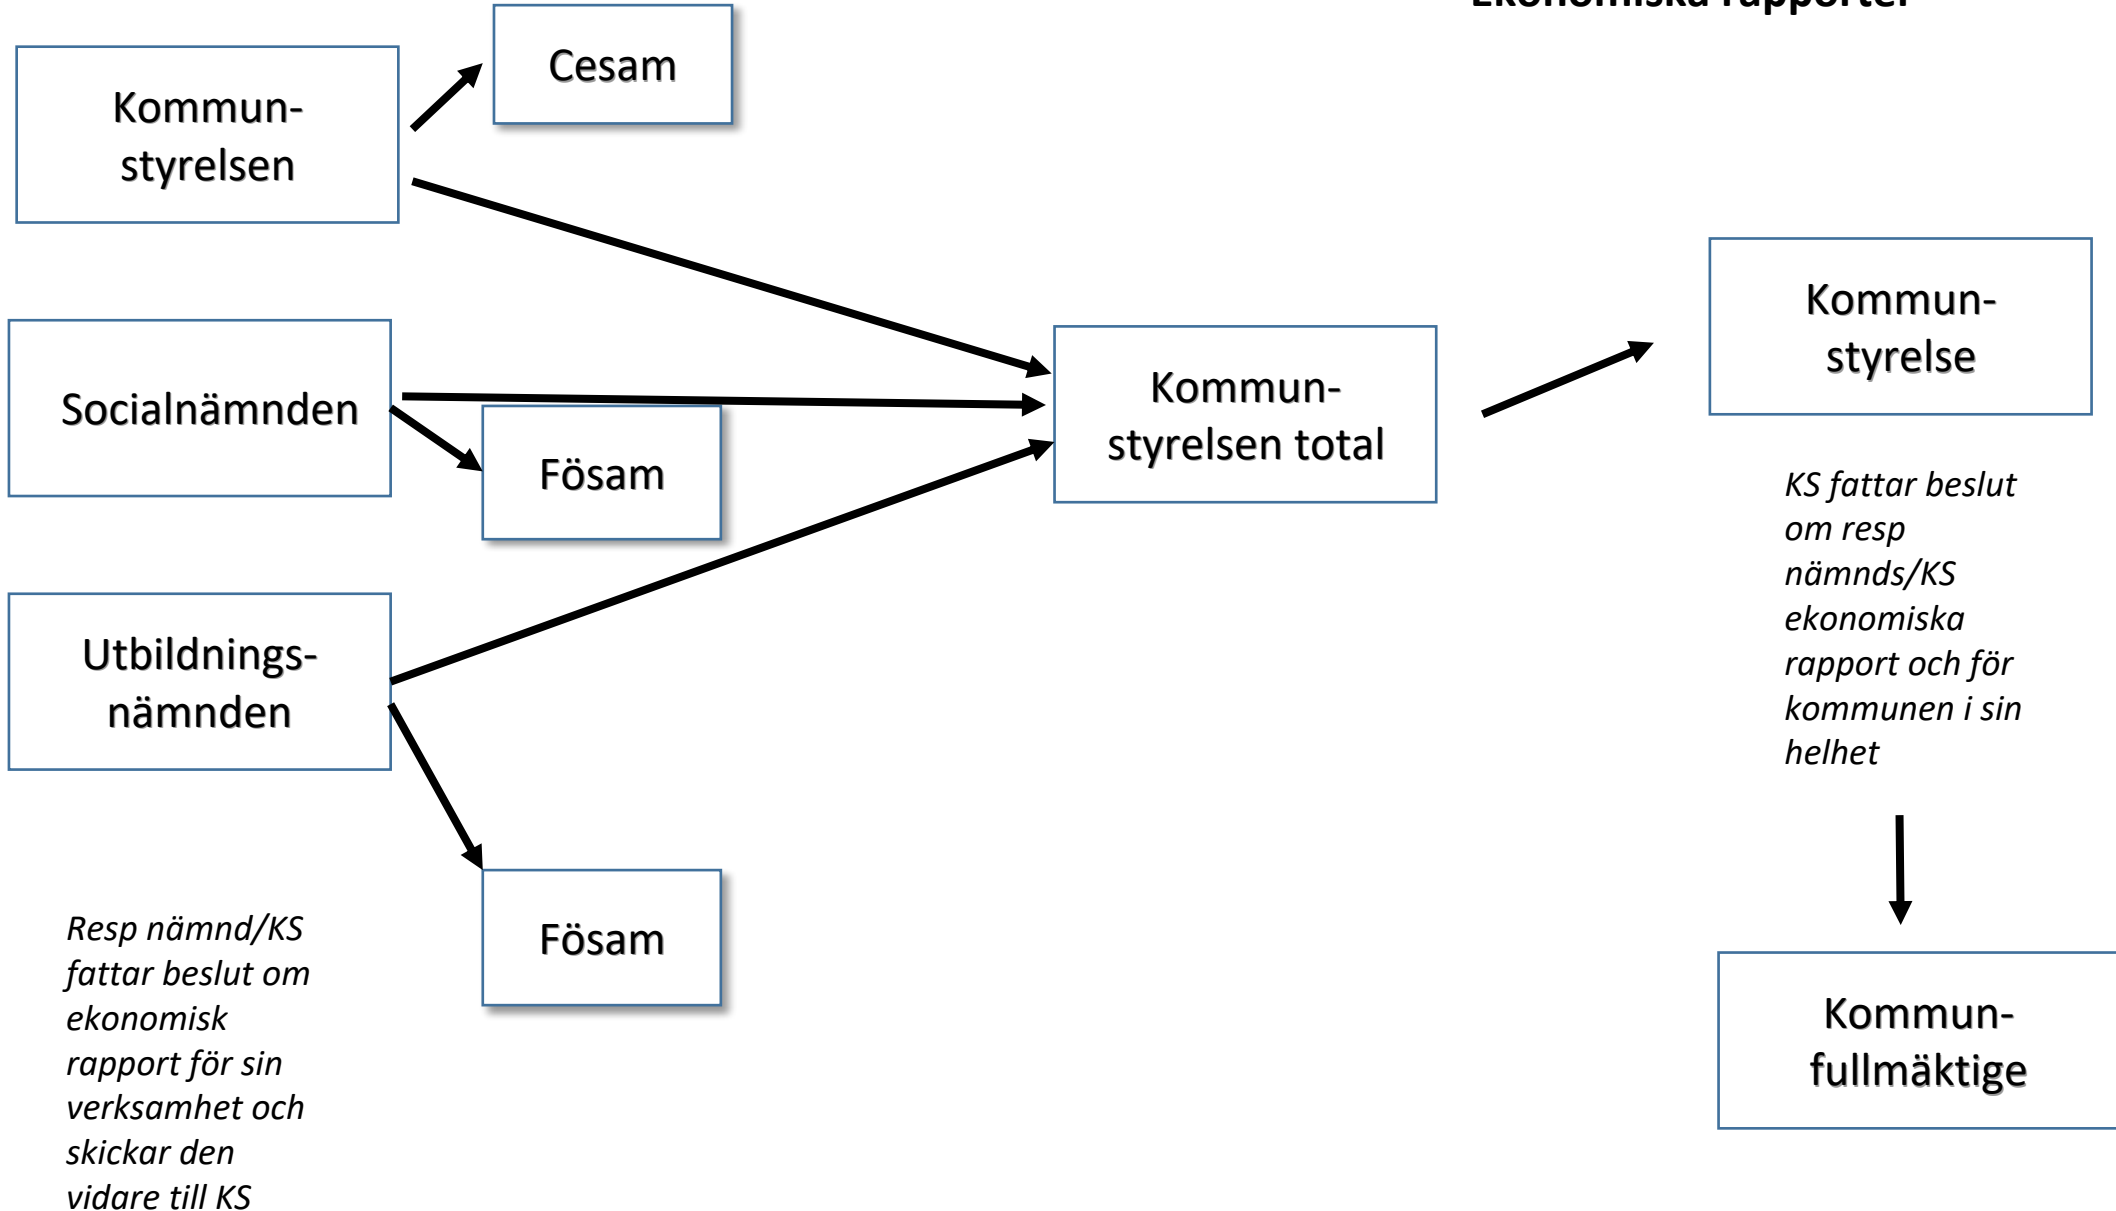 Ekonomiska rapporter
Cesam
Kommun-
styrelsen
Kommun-
styrelse
Socialnämnden
Kommun-
styrelsen total
Fösam
KS fattar beslut
om resp
nämnds/KS
ekonomiska
rapport och för
kommunen i sin
helhet
Utbildnings-
nämnden
Fösam
Resp nämnd/KS
fattar beslut om
ekonomisk
rapport för sin
verksamhet och
skickar den
vidare till KS
Kommun-
fullmäktige